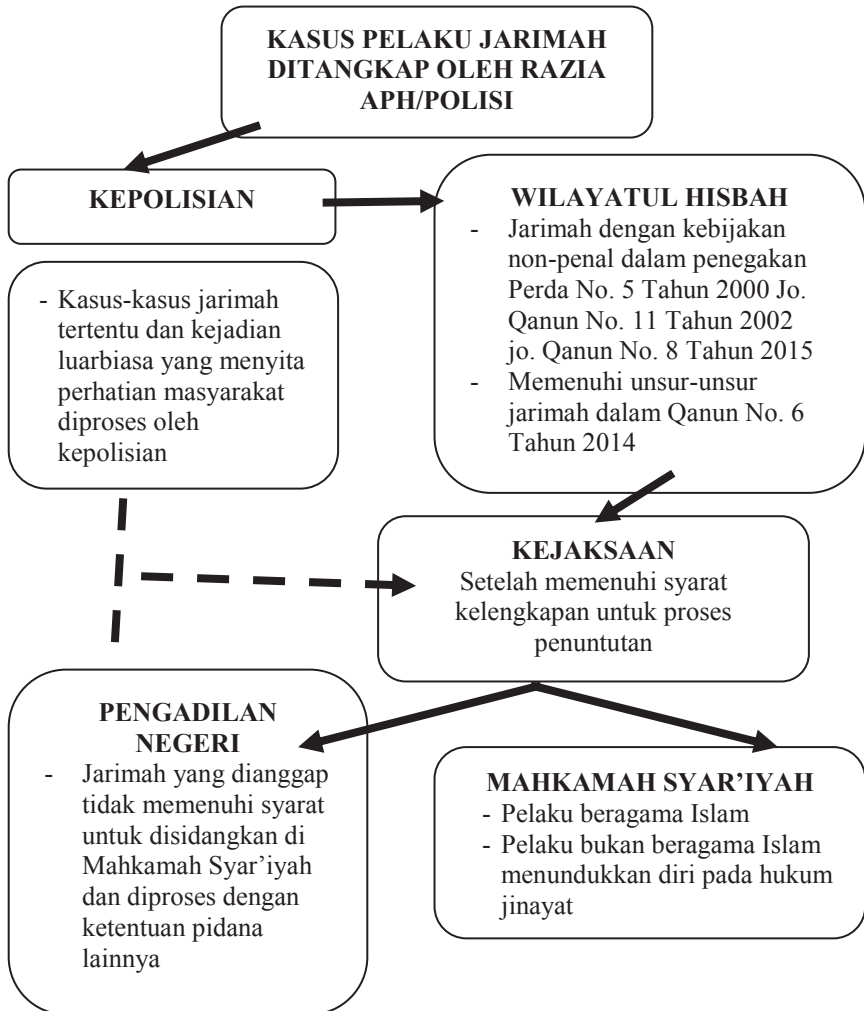 KASUS PELAKU JARIMAH
DITANGKAP OLEH RAZIA
APH/POLISI
KEPOLISIAN
WILAYATUL HISBAH
- Jarimah dengan kebijakan
non-penal dalam penegakan
Perda No. 5 Tahun 2000 Jo.
Qanun No. 11 Tahun 2002
jo. Qanun No. 8 Tahun 2015
- Memenuhi unsur-unsur
jarimah dalam Qanun No. 6
Tahun 2014
- Kasus-kasus jarimah
tertentu dan kejadian
luarbiasa yang menyita
perhatian masyarakat
diproses oleh
kepolisian
KEJAKSAAN
Setelah memenuhi syarat
kelengkapan untuk proses
penuntutan
PENGADILAN
NEGERI
- Jarimah yang dianggap
tidak memenuhi syarat
untuk disidangkan di
Mahkamah Syar’iyah
dan diproses dengan
ketentuan pidana
lainnya
MAHKAMAH SYAR’IYAH
- Pelaku beragama Islam
- Pelaku bukan beragama Islam
menundukkan diri pada hukum
jinayat